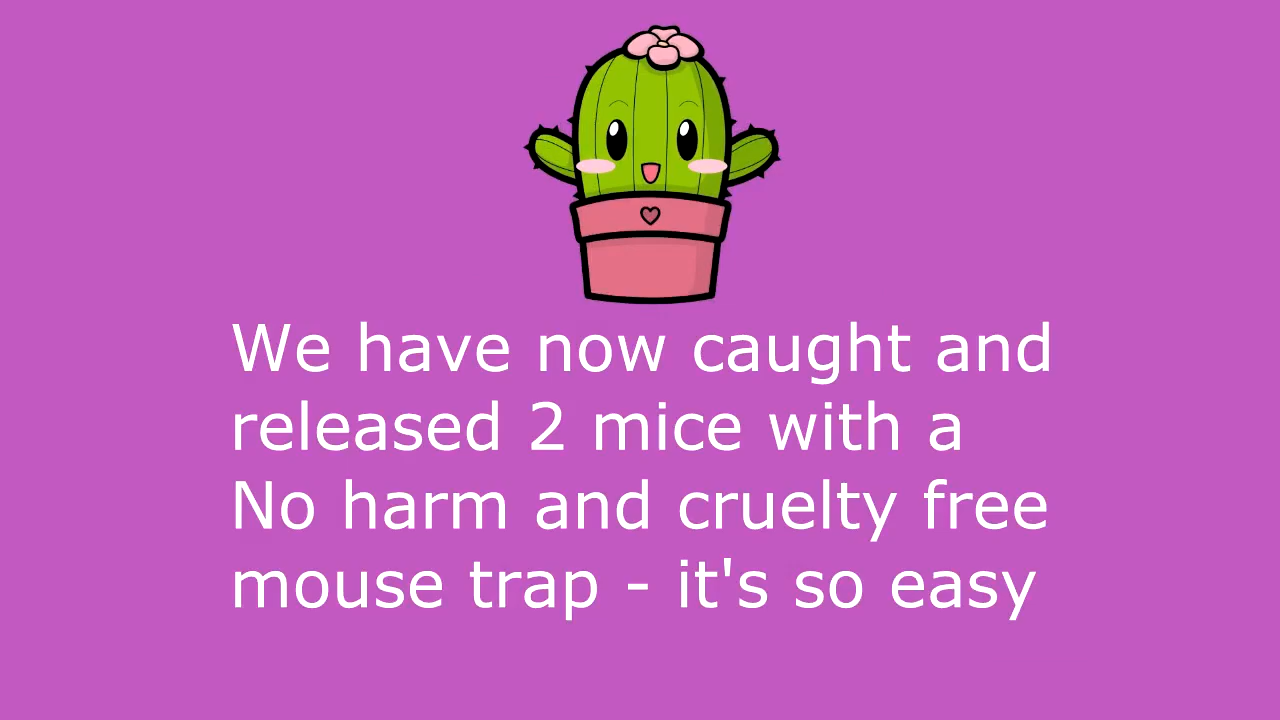 We have now caught and
released 2 mice with a
No harm and cruelty free
mouse trap - it's so easy